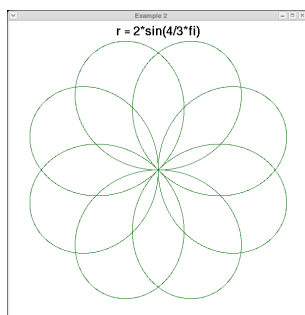 Example 2
r = 2*sin(4/3*fi)